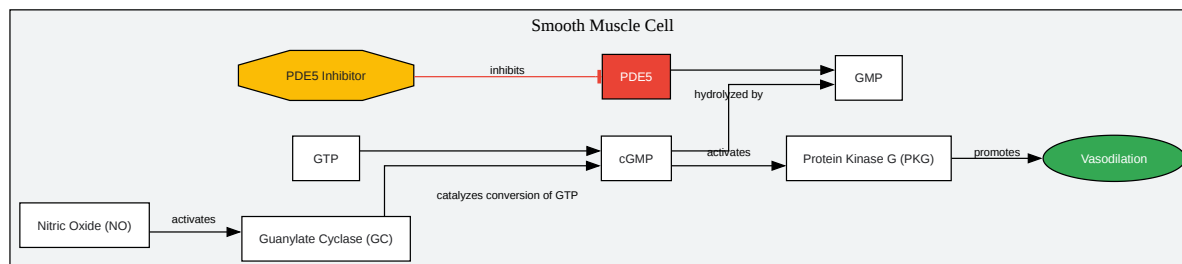 Smooth Muscle Cell
PDE5 Inhibitor
inhibits
PDE5
GMP
hydrolyzed by
GTP
cGMP
activates
Protein Kinase G (PKG)
promotes
Vasodilation
catalyzes conversion of GTP
Nitric Oxide (NO)
activates
Guanylate Cyclase (GC)